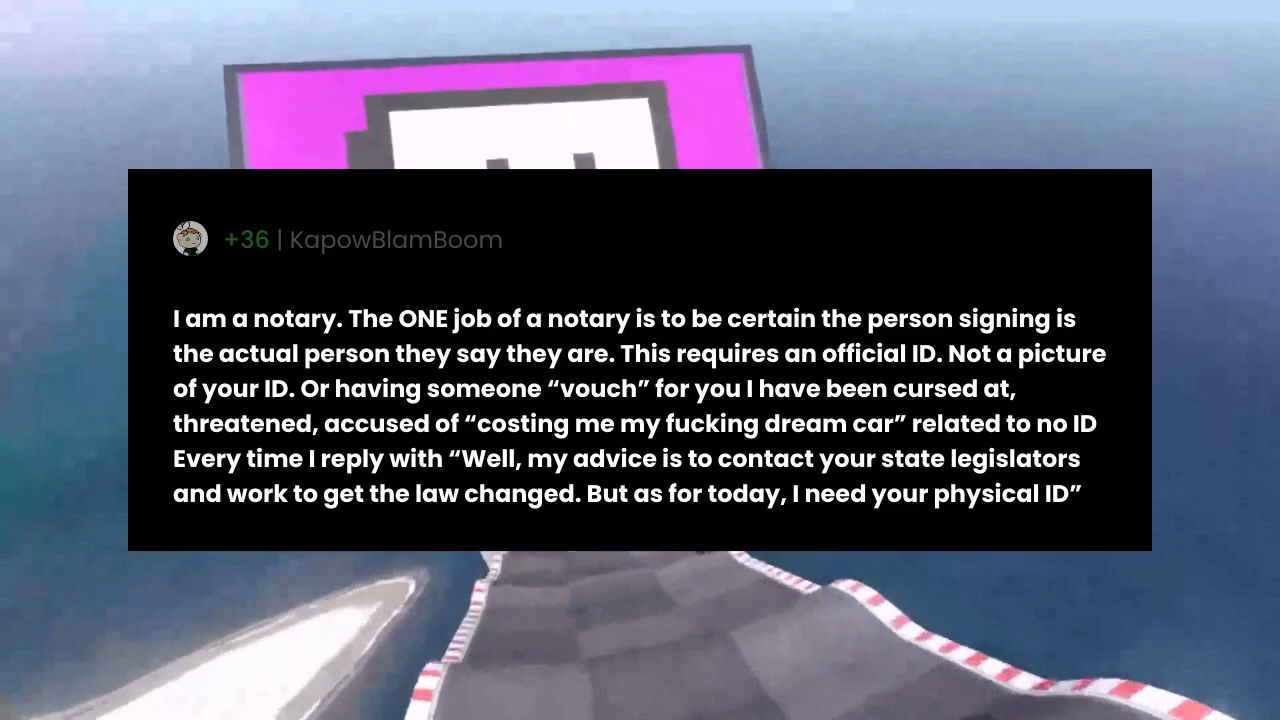 +36 | KapowBlamBoom
I am a notary. The ONE job of a notary is to be certain the person signing is
the actual person they say they are. This requires an official ID. Not a picture
of your ID. Or having someone “vouch” for you I have been cursed at,
threatened, accused of “costing me my fucking dream car” related to no ID
Every time I reply with “Well, my advice is to contact your state legislators
and work to get the law changed. But as for today, I need your physical ID”